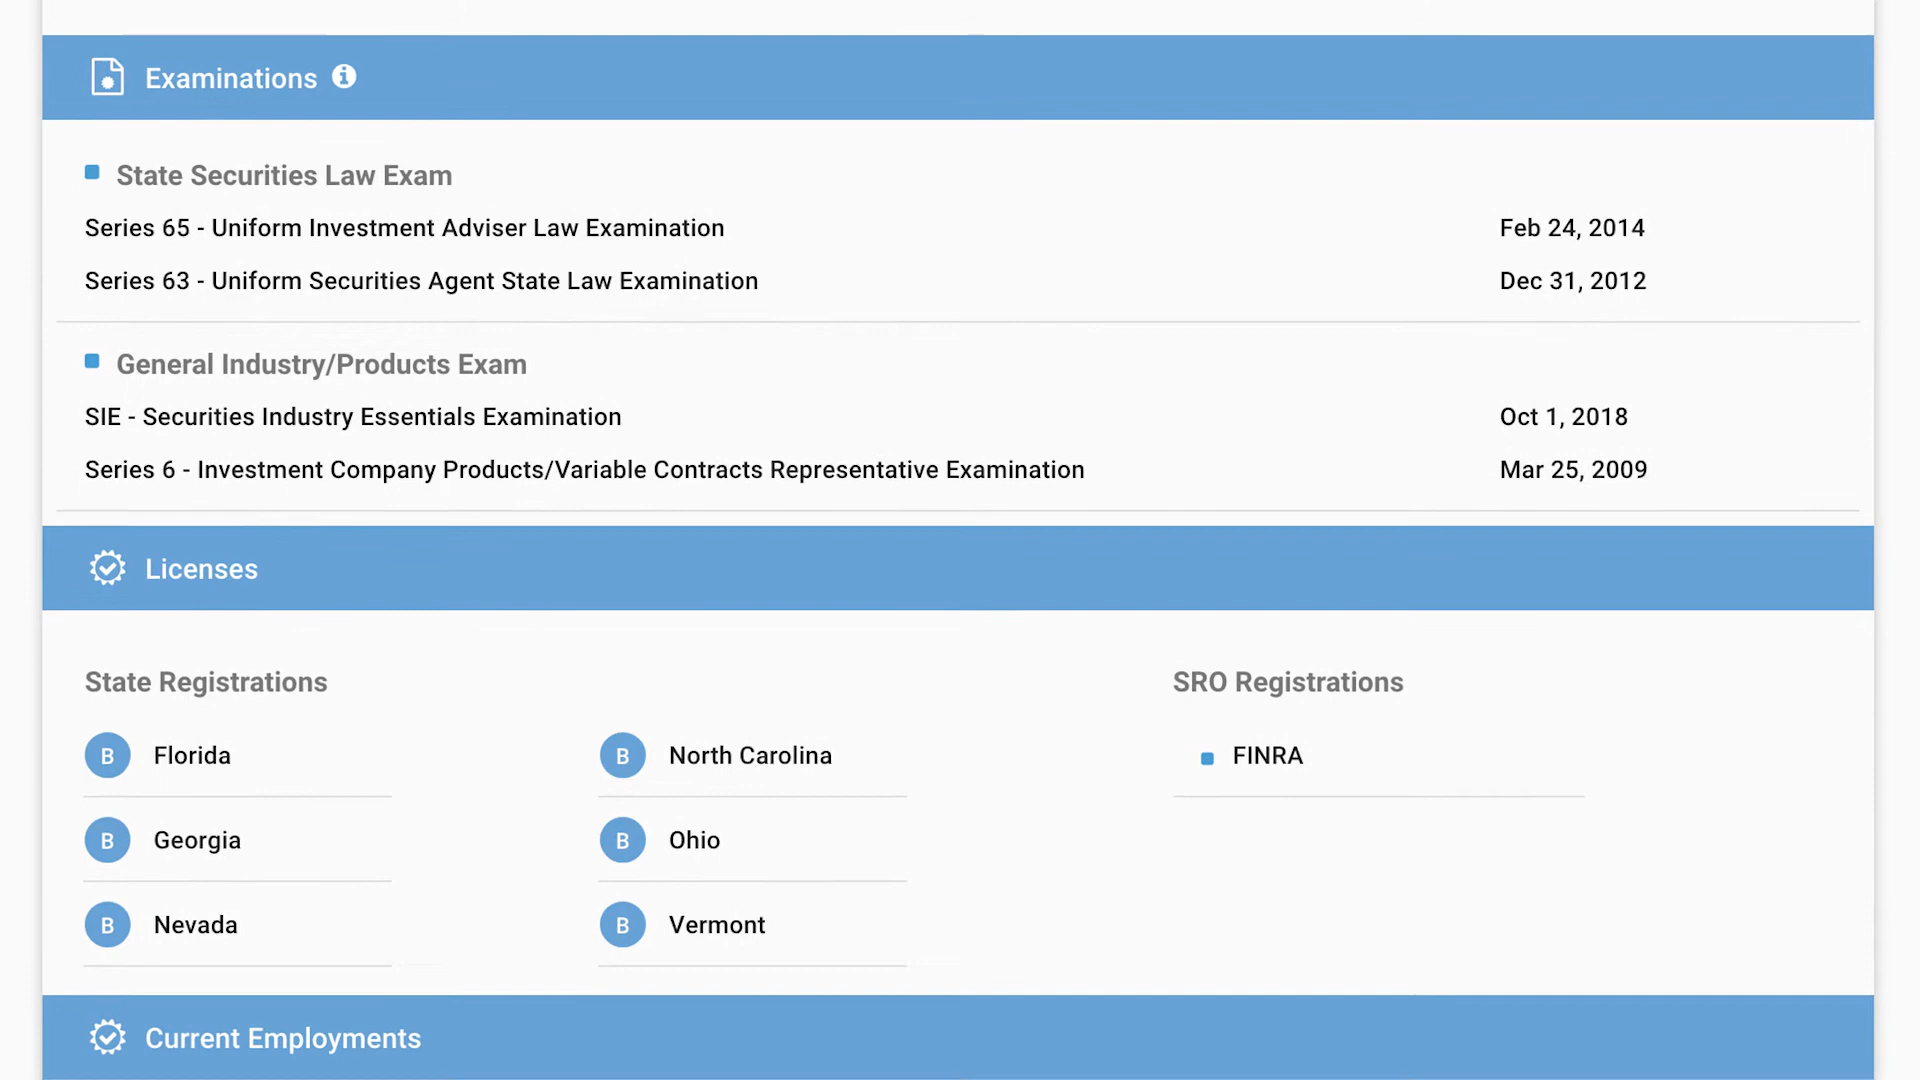 Examinations
State Securities Law Exam
Series 65 - Uniform Investment Adviser Law Examination Feb 24, 2014
Series 63 - Uniform Securities Agent State Law Examination Dec 31, 2012
General Industry/Products Exam
SIE - Securities Industry Essentials Examination Oct 1, 2018
Series 6 - Investment Company Products/Variable Contracts Representative Examination Mar 25, 2009
Licenses
State Registrations SRO Registrations
B Florida B North Carolina FINRA
B Georgia B Ohio
B Nevada B Vermont
Current Employments